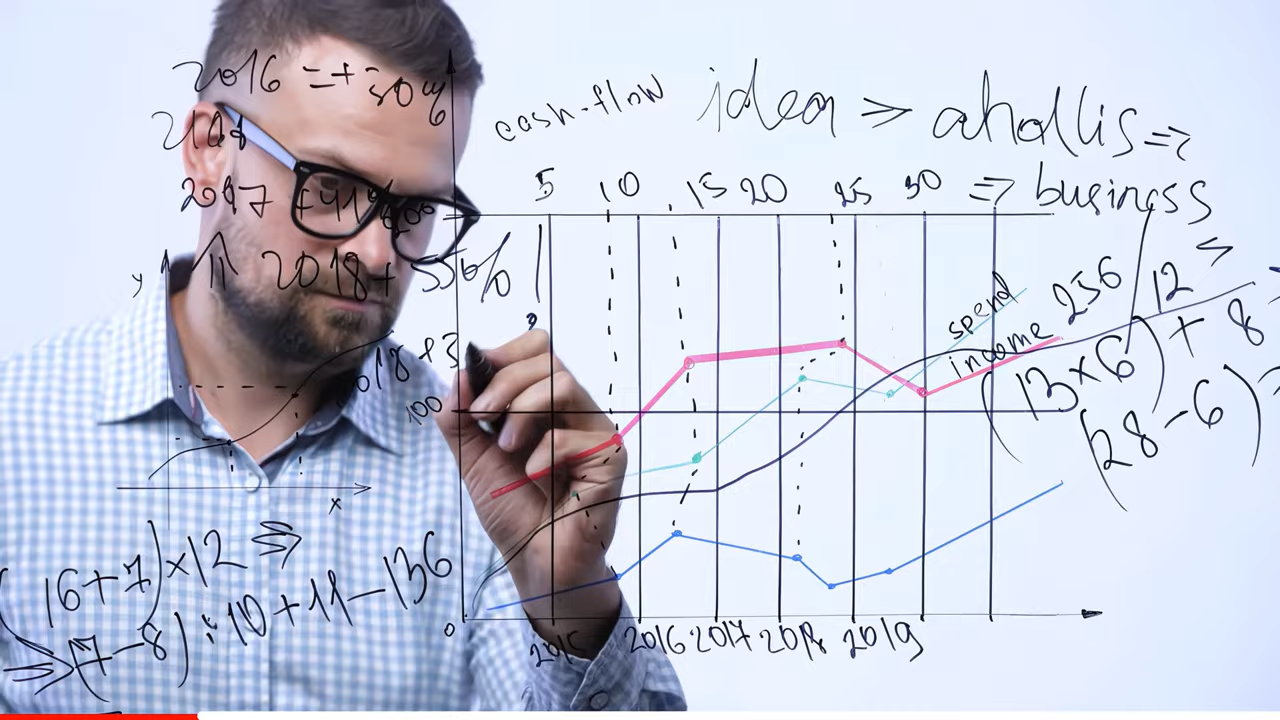 2016 =+30%
cash-flow idea => ahallis =>
2017 +41%
5 10 15 20 25 30 => business
y
2018+ 356%
spend
income
256 12
(13×6)+ 8
(28-6)
100
x
(16+7)×12 =>
=>(7-8):10+11-136
0
2015 2016 2017 2018 2019